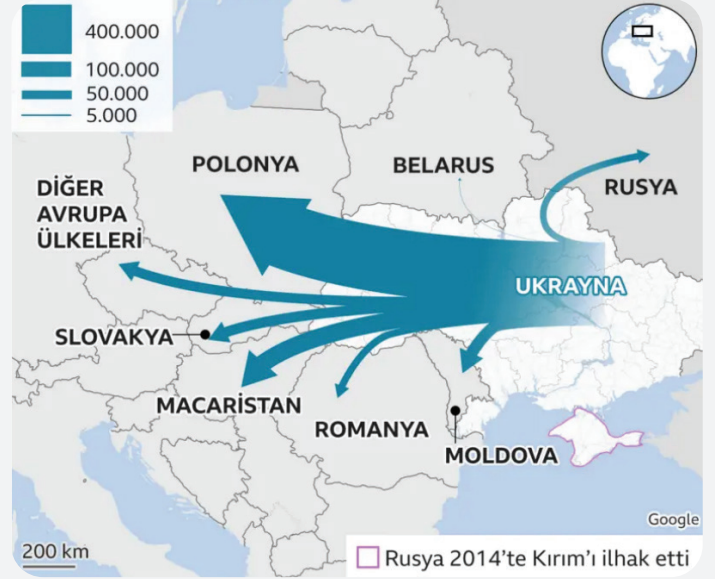 400.000
100.000
50.000
5.000
POLONYA
BELARUS
RUSYA
DİĞER
AVRUPA
ÜLKELERİ
UKRAYNA
SLOVAKYA
MACARİSTAN
ROMANYA
MOLDOVA
Google
200 km
Rusya 2014'te Kırım'ı ilhak etti